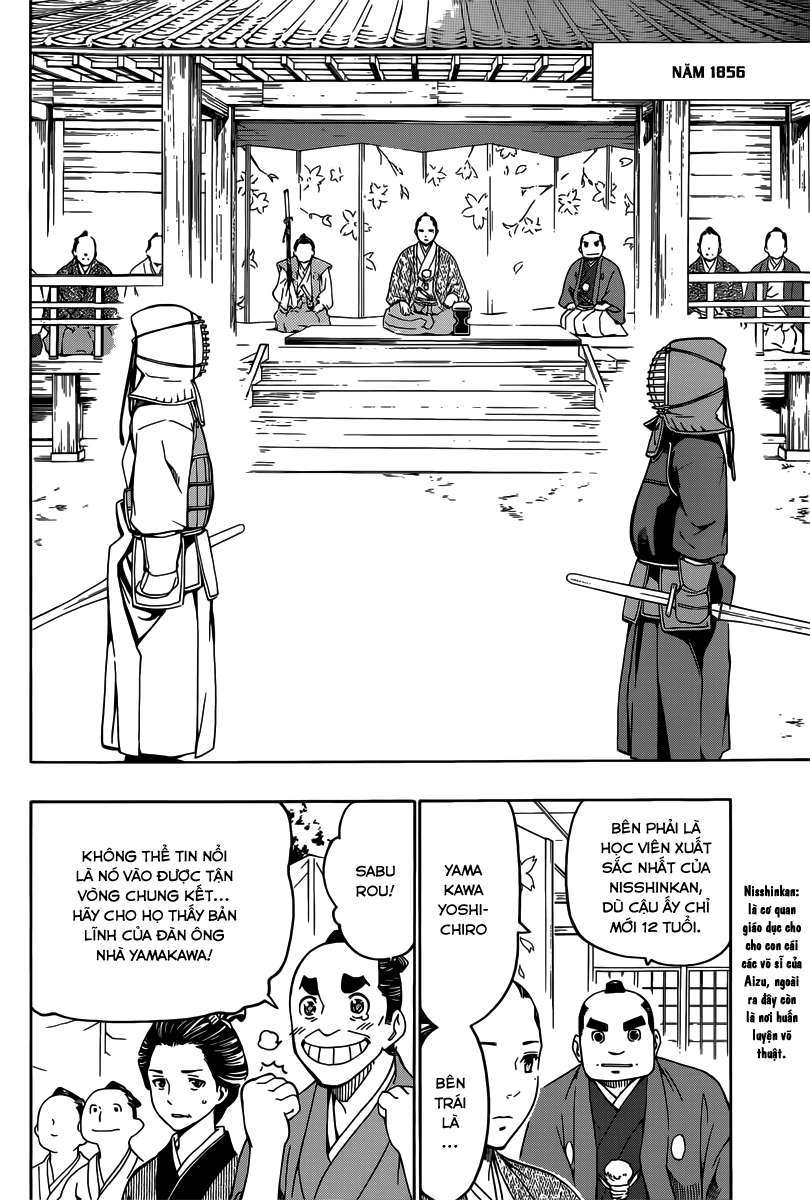 NĂM 1856
BÊN PHẢI LÀ
HỌC VIÊN XUẤT
SẮC NHẤT CỦA
NISSHINKAN,
DÙ CẬU ẤY CHỈ
MỚI 12 TUỔI.
Nisshinkan:
là cơ quan
giáo dục cho
cho con cái
các võ sĩ của
Aizu, ngoài
ra đây còn
là nơi huấn
luyện võ
thuật.
YAMA
KAWA
YOSHI-
CHIRO
BÊN
TRÁI LÀ
...
SABU
ROU!
KHÔNG THỂ TIN NỔI
LÀ NÓ VÀO ĐƯỢC TẬN
VÒNG CHUNG KẾT...
HÃY CHO HỌ THẤY BẢN
LĨNH CỦA ĐÀN ÔNG
NHÀ YAMAKAWA!